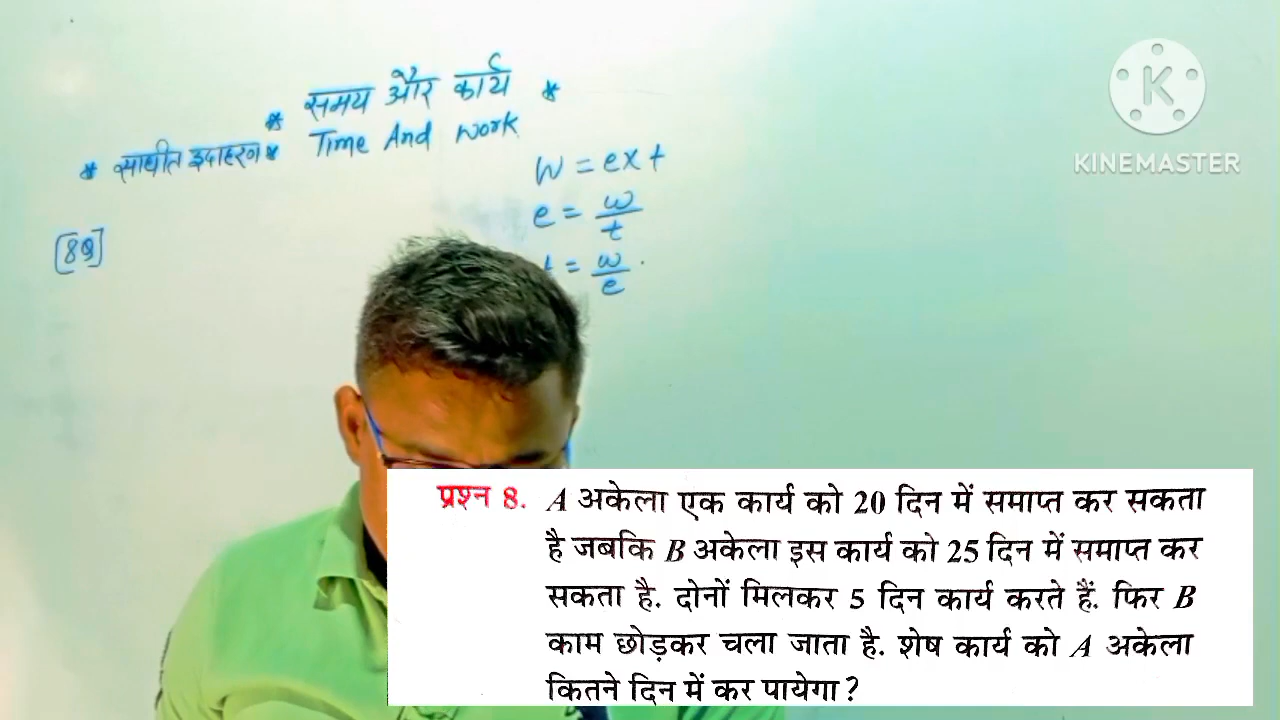 * समय और कार्य *
* साधीत उदाहरण * Time And Work
W = e x t
e = w/t
t = w/e
[8Q]
KINEMASTER
प्रश्न 8. A अकेला एक कार्य को 20 दिन में समाप्त कर सकता
है जबकि B अकेला इस कार्य को 25 दिन में समाप्त कर
सकता है. दोनों मिलकर 5 दिन कार्य करते हैं. फिर B
काम छोड़कर चला जाता है. शेष कार्य को A अकेला
कितने दिन में कर पायेगा?